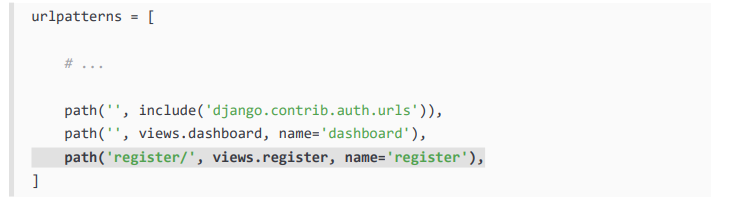 urlpatterns = [
# ...
path('', include('django.contrib.auth.urls')),
path('', views.dashboard, name='dashboard'),
path('register/', views.register, name='register'),
]